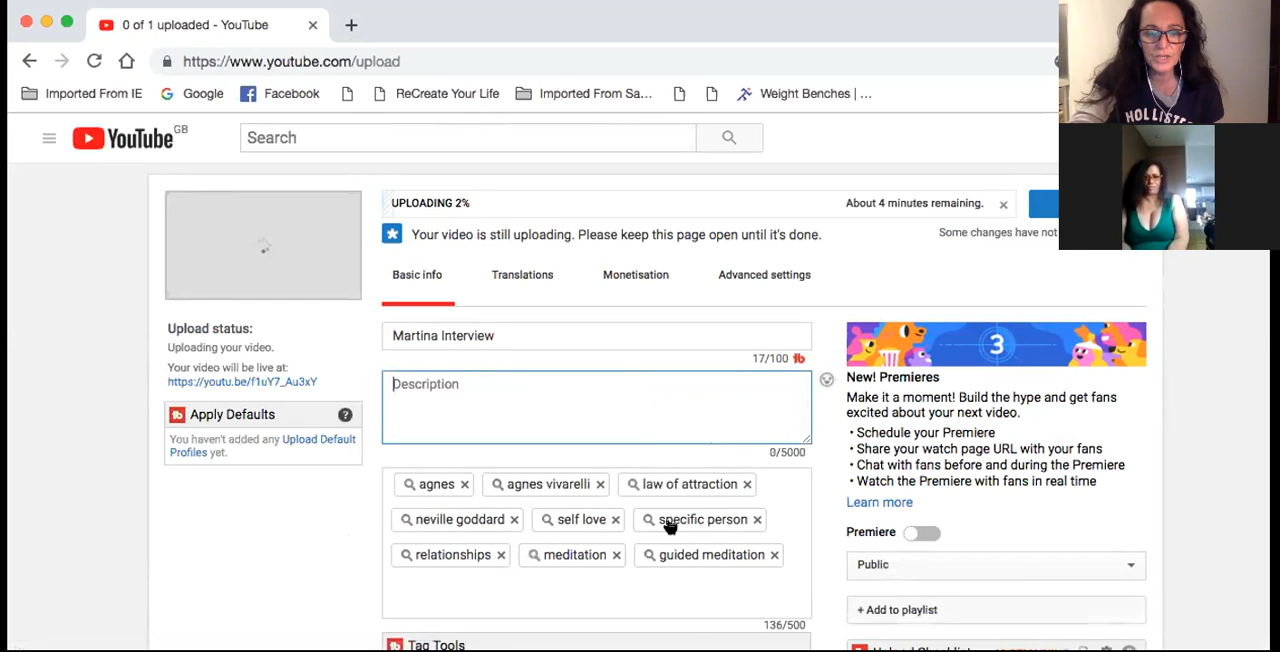 0 of 1 uploaded - YouTube
https://www.youtube.com/upload
Imported From IE Google Facebook ReCreate Your Life Imported From Sa... Weight Benches | ...
YouTube GB
Search
HOLLISTER
UPLOADING 2% About 4 minutes remaining.
Your video is still uploading. Please keep this page open until it's done. Some changes have not
Basic info Translations Monetisation Advanced settings
Upload status:
Uploading your video.
Your video will be live at:
https://youtu.be/f1uY7_Au3xY
Apply Defaults ?
You haven't added any Upload Default
Profiles yet.
Martina Interview
17/100 tb
Description
0/5000
agnes agnes vivarelli law of attraction
neville goddard self love specific person
relationships meditation guided meditation
136/500
Tag Tools
3
New! Premieres
Make it a moment! Build the hype and get fans
excited about your next video.
• Schedule your Premiere
• Share your watch page URL with your fans
• Chat with fans before and during the Premiere
• Watch the Premiere with fans in real time
Learn more
Premiere
Public
+ Add to playlist
Upload Checklist